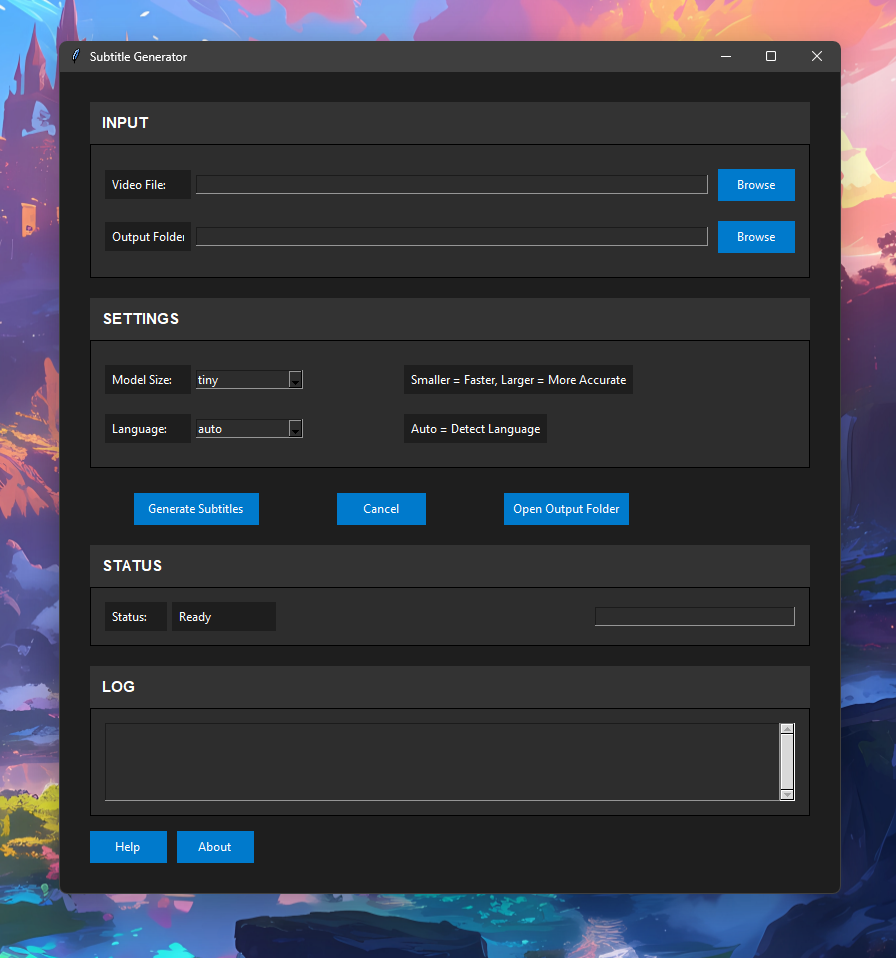 Subtitle Generator
INPUT
Video File:
Browse
Output Folder
Browse
SETTINGS
Model Size:
tiny
Smaller = Faster, Larger = More Accurate
Language:
auto
Auto = Detect Language
Generate Subtitles
Cancel
Open Output Folder
STATUS
Status:
Ready
LOG
Help
About